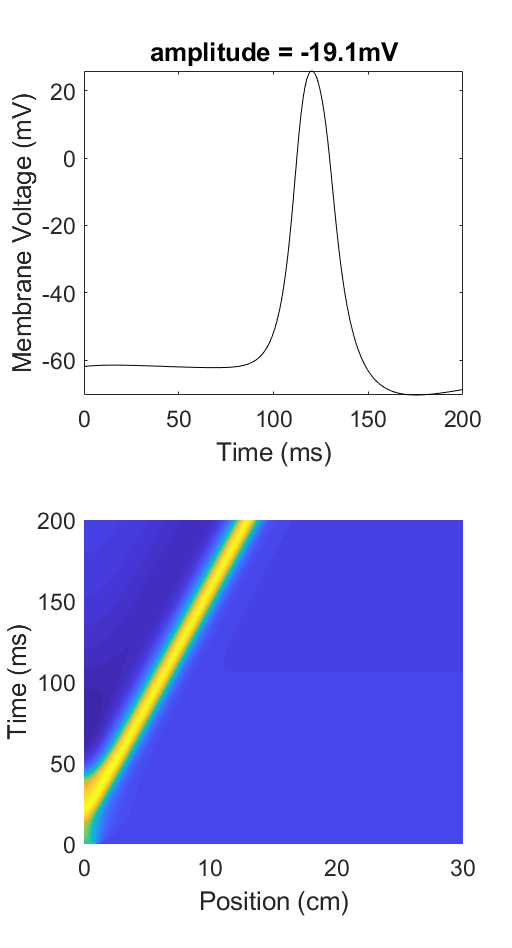 amplitude = -19.1mV
Membrane Voltage (mV)
20
0
-20
-40
-60
0 50 100 150 200
Time (ms)
Time (ms)
200
150
100
50
0
0 10 20 30
Position (cm)